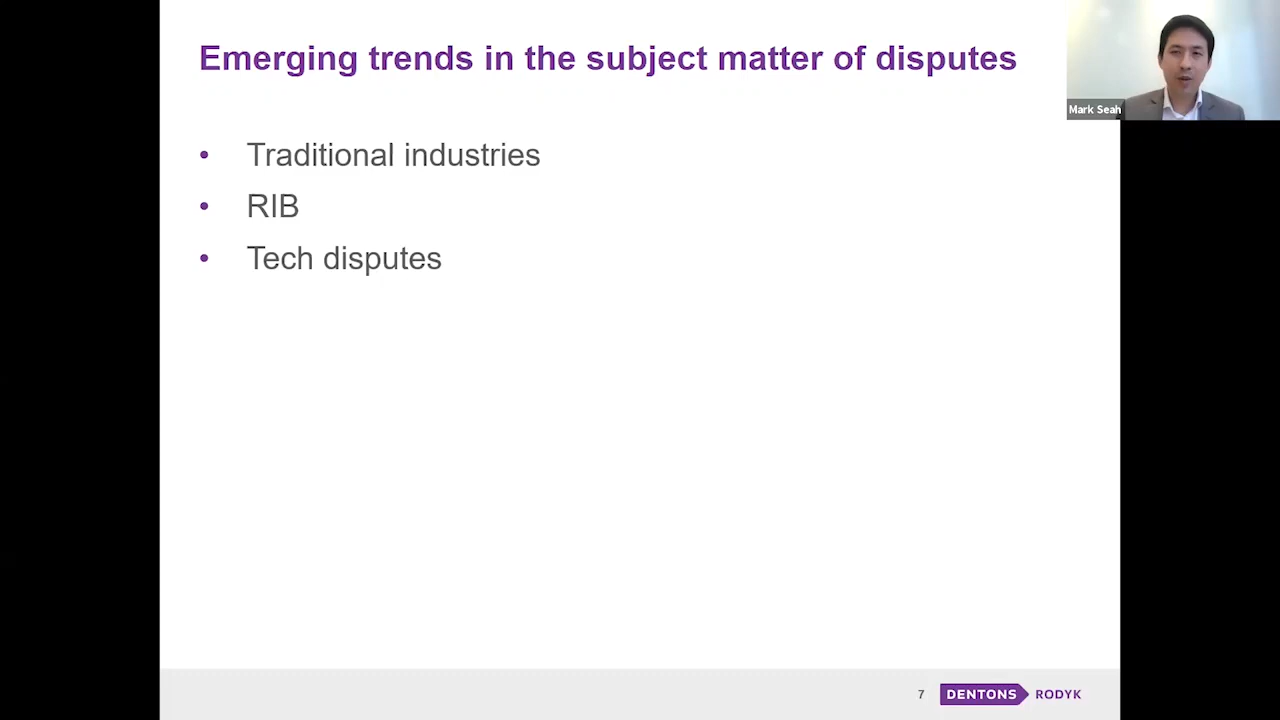 Emerging trends in the subject matter of disputes
Mark Seah
• Traditional industries
• RIB
• Tech disputes
7 DENTONS RODYK